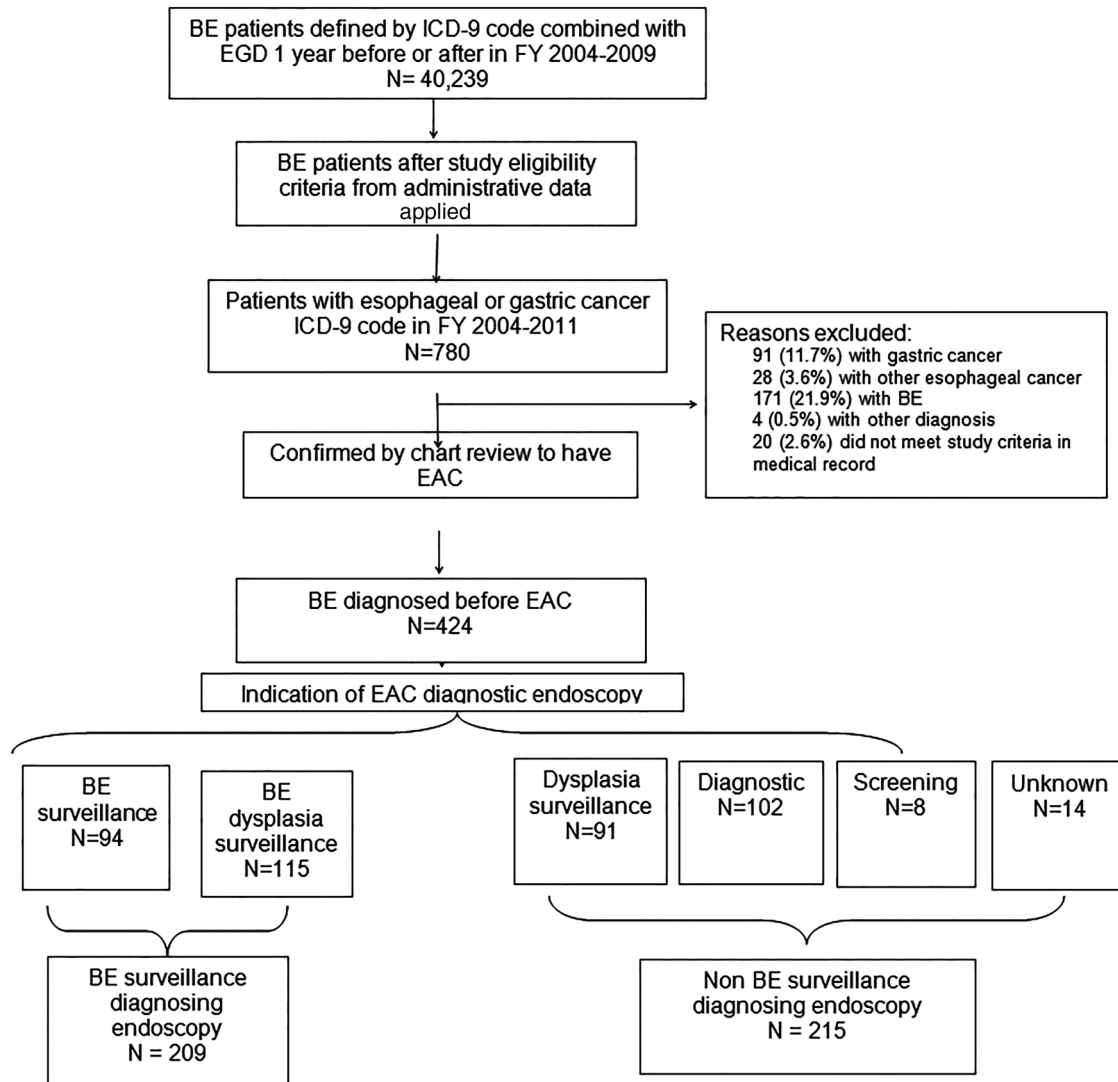 BE patients defined by ICD-9 code combined with
EGD 1 year before or after in FY 2004-2009
N= 40,239
BE patients after study eligibility
criteria from administrative data
applied
Patients with esophageal or gastric cancer
ICD-9 code in FY 2004-2011
N=780
Reasons excluded:
91 (11.7%) with gastric cancer
28 (3.6%) with other esophageal cancer
171 (21.9%) with BE
4 (0.5%) with other diagnosis
20 (2.6%) did not meet study criteria in
medical record
Confirmed by chart review to have
EAC
BE diagnosed before EAC
N=424
Indication of EAC diagnostic endoscopy
BE
surveillance
N=94
BE
dysplasia
surveillance
N=115
Dysplasia
surveillance
N=91
Diagnostic
N=102
Screening
N=8
Unknown
N=14
BE surveillance
diagnosing
endoscopy
N = 209
Non BE surveillance
diagnosing endoscopy
N = 215